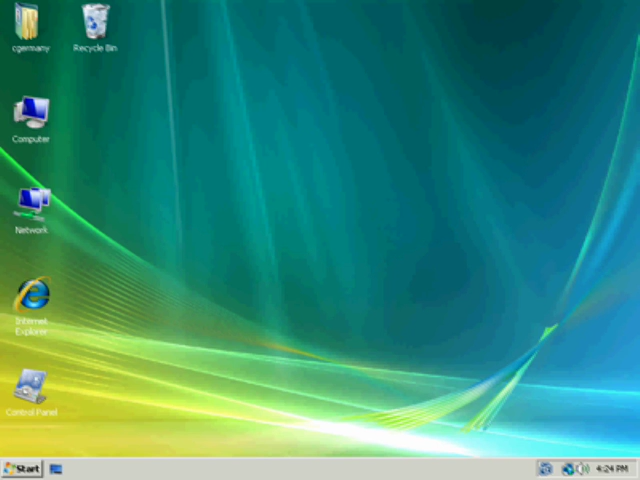 cgermany
Recycle Bin
Computer
Network
Internet
Explorer
Control Panel
Start
4:24 PM